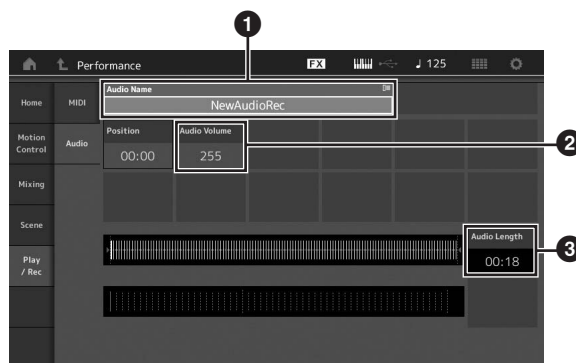 1
Performance FX ♩ 125
Audio Name
NewAudioRec
Home MIDI
Motion Control Audio
Position Audio Volume
00:00 255
2
Mixing
Scene
Audio Length
00:18
3
Play / Rec